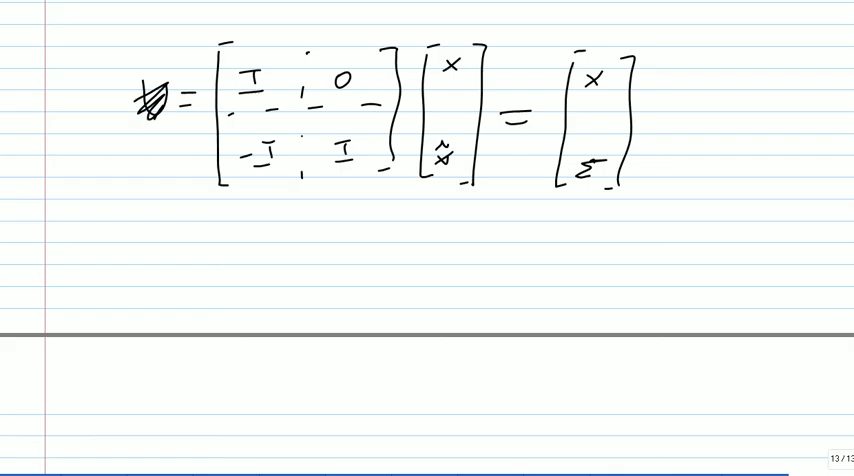 = [ I ⋮ 0 ] [ x ] = [ x ]
[ -I ⋮ I ] [ x̂ ] [ Σ ]
13 / 13